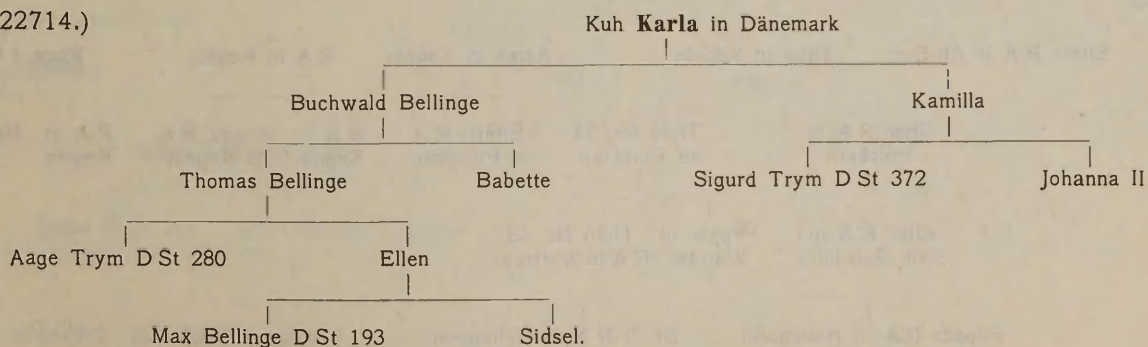 22714.)
Kuh Karla in Dänemark
Buchwald Bellinge Kamilla
Thomas Bellinge Babette Sigurd Trym D St 372 Johanna II
Aage Trym D St 280 Ellen
Max Bellinge D St 193 Sidsel.